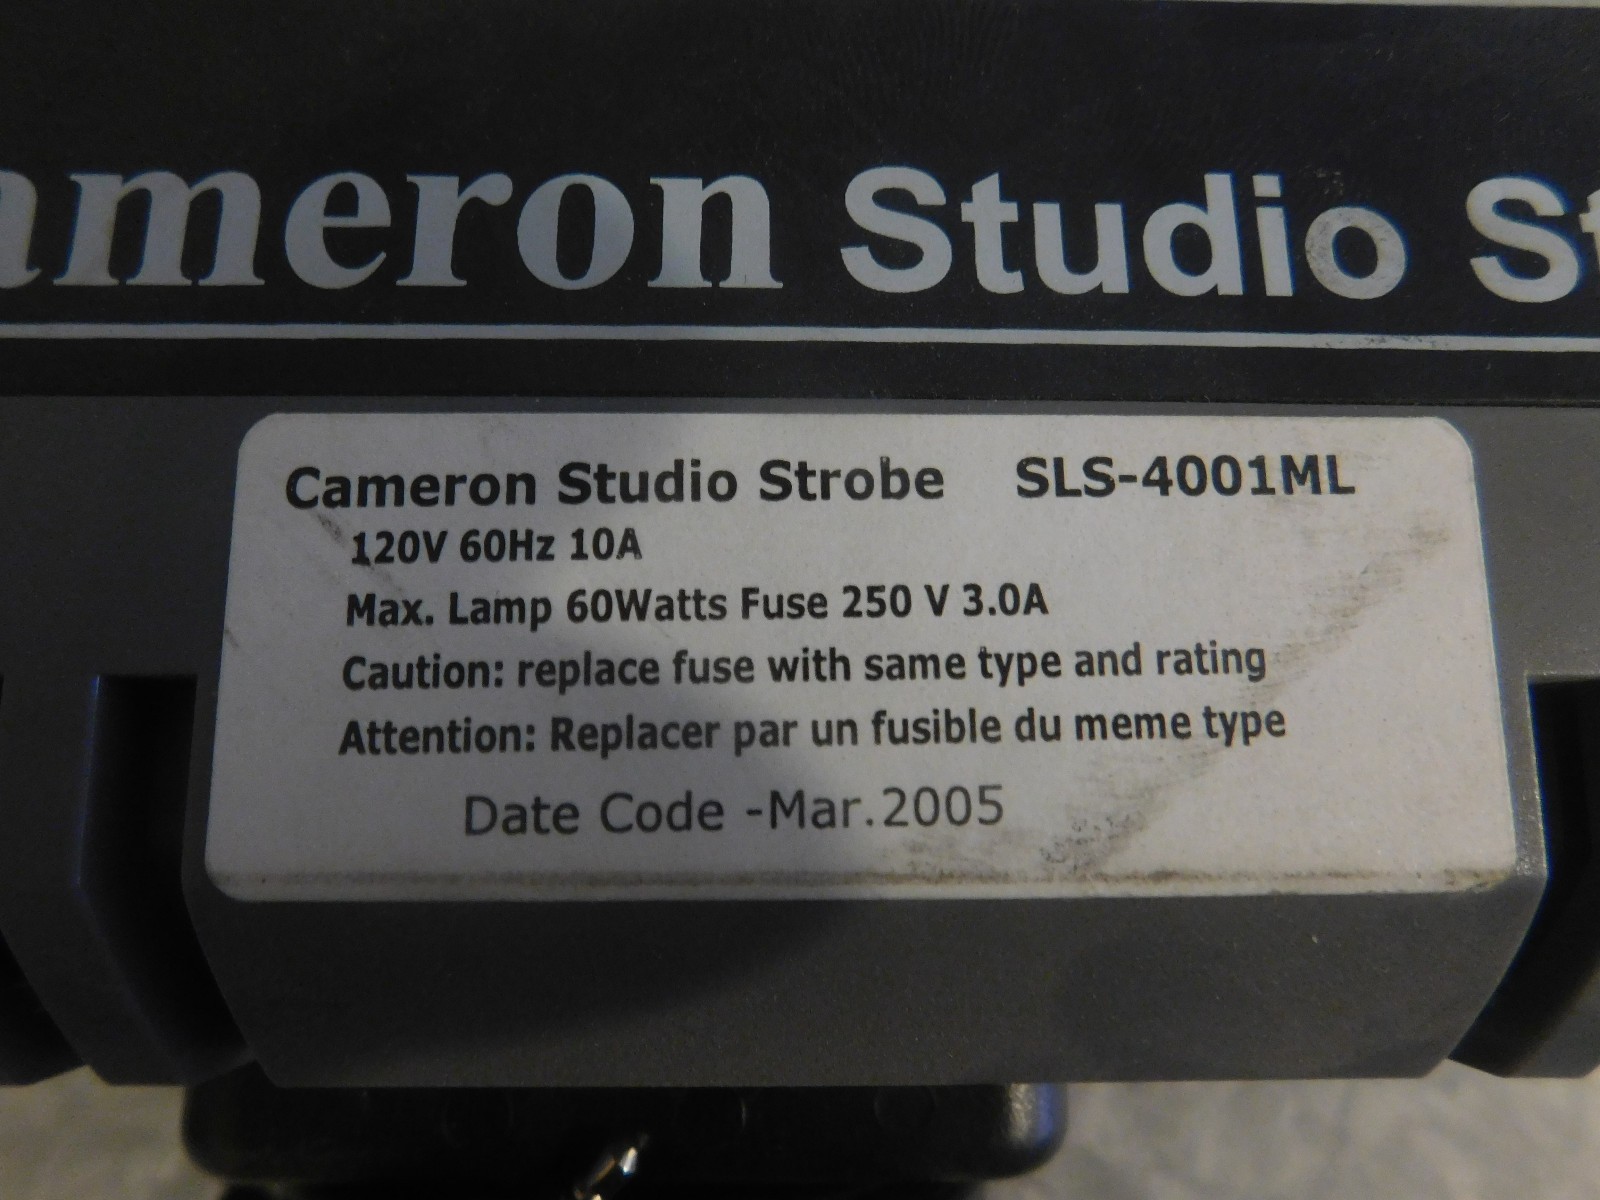 ameron Studio St
Cameron Studio Strobe SLS-4001ML
120V 60Hz 10A
Max. Lamp 60Watts Fuse 250 V 3.0A
Caution: replace fuse with same type and rating
Attention: Replacer par un fusible du meme type
Date Code -Mar.2005